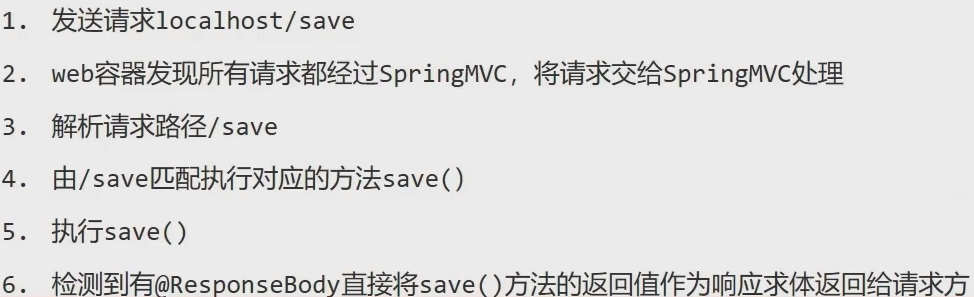 1. 发送请求localhost/save
2. web容器发现所有请求都经过SpringMVC，将请求交给SpringMVC处理
3. 解析请求路径/save
4. 由/save匹配执行对应的方法save()
5. 执行save()
6. 检测到有@ResponseBody直接将save()方法的返回值作为响应求体返回给请求方